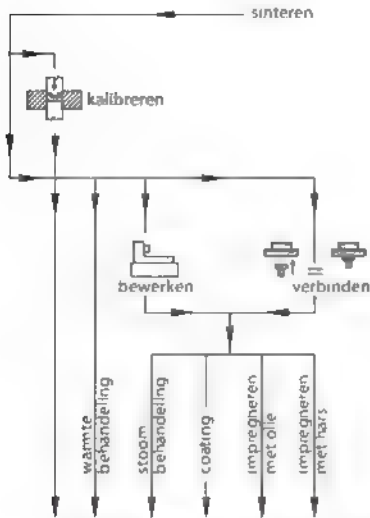 sinteren
kalibreren
bewerken
verbinden
warmte
behandeling
stoom
behandeling
coating
impregneren
met olie
impregneren
met hars